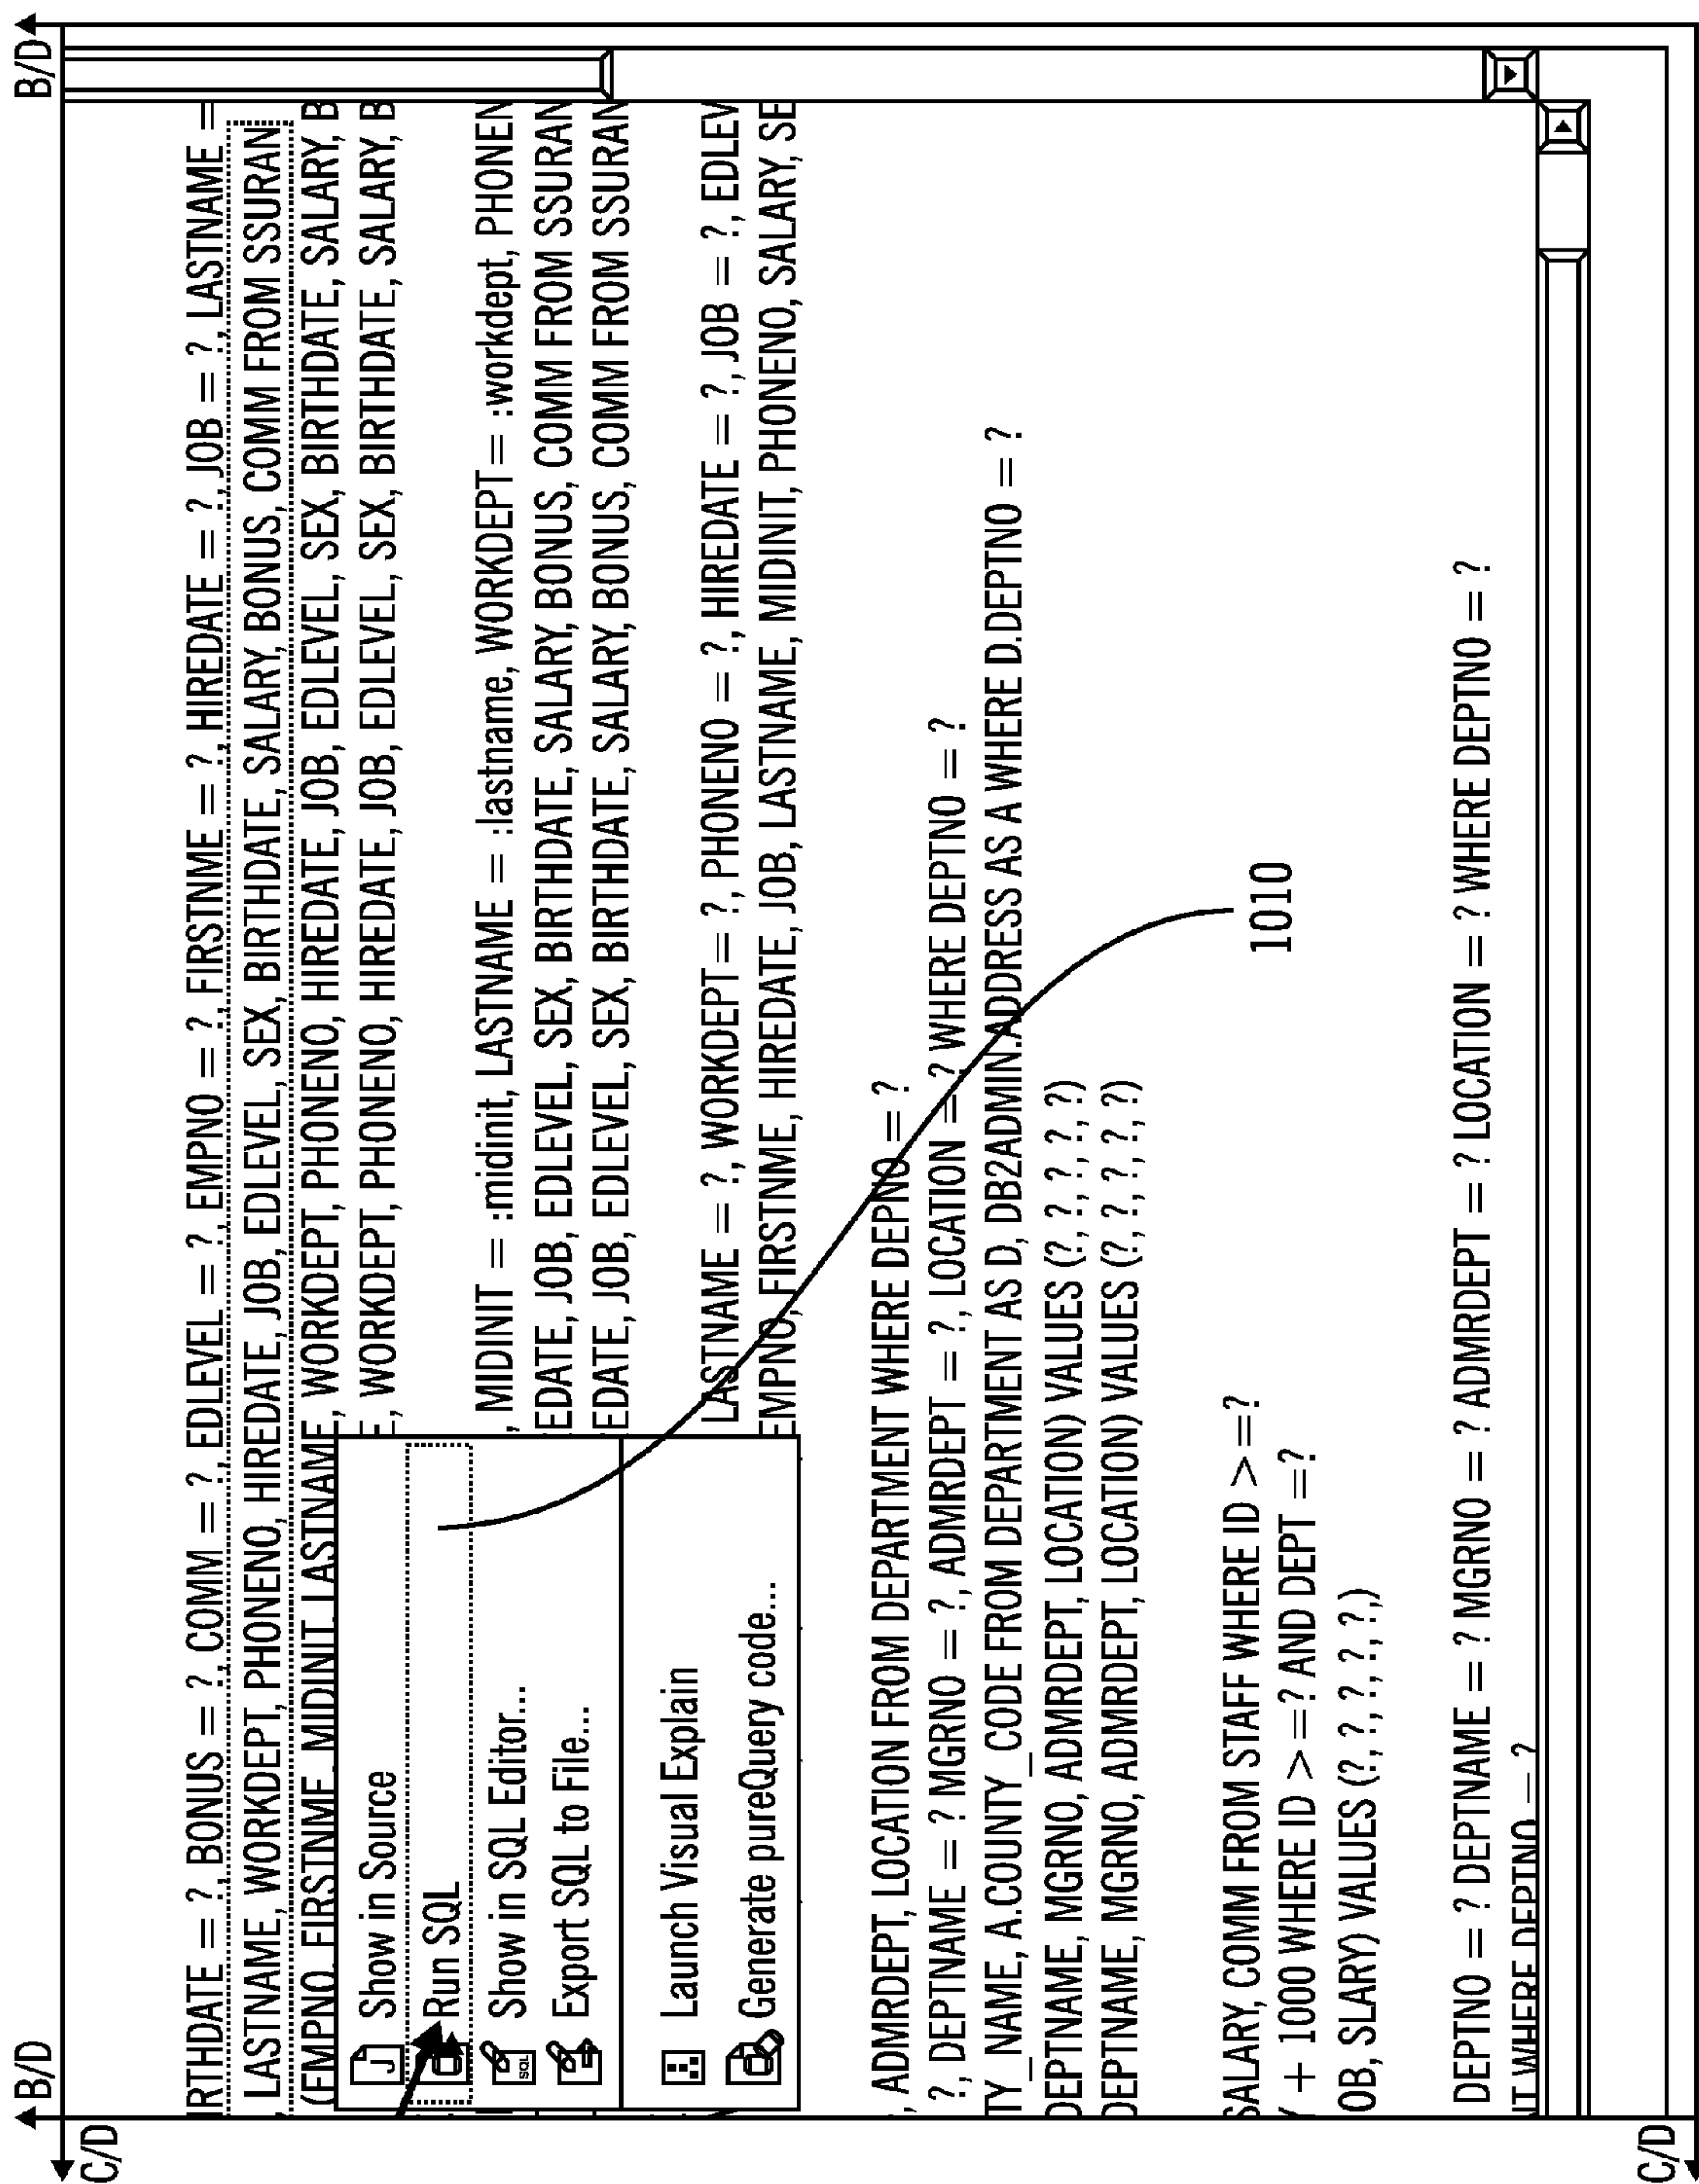 B/D
B/D
C/D
IRTHDATE = ?, BONUS = ?, COMM = ?, EDLEVEL = ?, EMPNO = ?, FIRSTNME = ?, HIREDATE = ?, JOB = ?, LASTNAME =
, LASTNAME, WORKDEPT, PHONENO, HIREDATE, JOB, EDLEVEL, SEX, BIRTHDATE, SALARY, BONUS, COMM FROM SSURAN
(EMPNO, FIRSTNME, MIDINIT, LASTNAME, WORKDEPT, PHONENO, HIREDATE, JOB, EDLEVEL, SEX, BIRTHDATE, SALARY, B
E, WORKDEPT, PHONENO, HIREDATE, JOB, EDLEVEL, SEX, BIRTHDATE, SALARY, B
Show in Source
Run SQL
, MIDINIT = :midinit, LASTNAME = :lastname, WORKDEPT = :workdept, PHONEN
SQL
Show in SQL Editor...
EDATE, JOB, EDLEVEL, SEX, BIRTHDATE, SALARY, BONUS, COMM FROM SSURAN
Export SQL to File...
EDATE, JOB, EDLEVEL, SEX, BIRTHDATE, SALARY, BONUS, COMM FROM SSURAN
Launch Visual Explain
LASTNAME = ?, WORKDEPT = ?, PHONENO = ?, HIREDATE = ?, JOB = ?, EDLEV
Generate pureQuery code...
EMPNO, FIRSTNME, HIREDATE, JOB, LASTNAME, MIDINIT, PHONENO, SALARY, SE
, ADMRDEPT, LOCATION FROM DEPARTMENT WHERE DEPTNO = ?
?, DEPTNAME = ? MGRNO = ?, ADMRDEPT = ?, LOCATION = ? WHERE DEPTNO = ?
TY_NAME, A.COUNTY_CODE FROM DEPARTMENT AS D, DB2ADMIN.ADDRESS AS A WHERE D.DEPTNO = ?
DEPTNAME, MGRNO, ADMRDEPT, LOCATION) VALUES (?, ?, ?, ?, ?)
DEPTNAME, MGRNO, ADMRDEPT, LOCATION) VALUES (?, ?, ?, ?, ?)
SALARY, COMM FROM STAFF WHERE ID > =?
1010
Y + 1000 WHERE ID > =? AND DEPT =?
OB, SLARY) VALUES (?, ?, ?, ?, ?,)
DEPTNO = ? DEPTNAME = ? MGRNO = ? ADMRDEPT = ? LOCATION = ? WHERE DEPTNO = ?
NT WHERE DEPTNO = ?
C/D